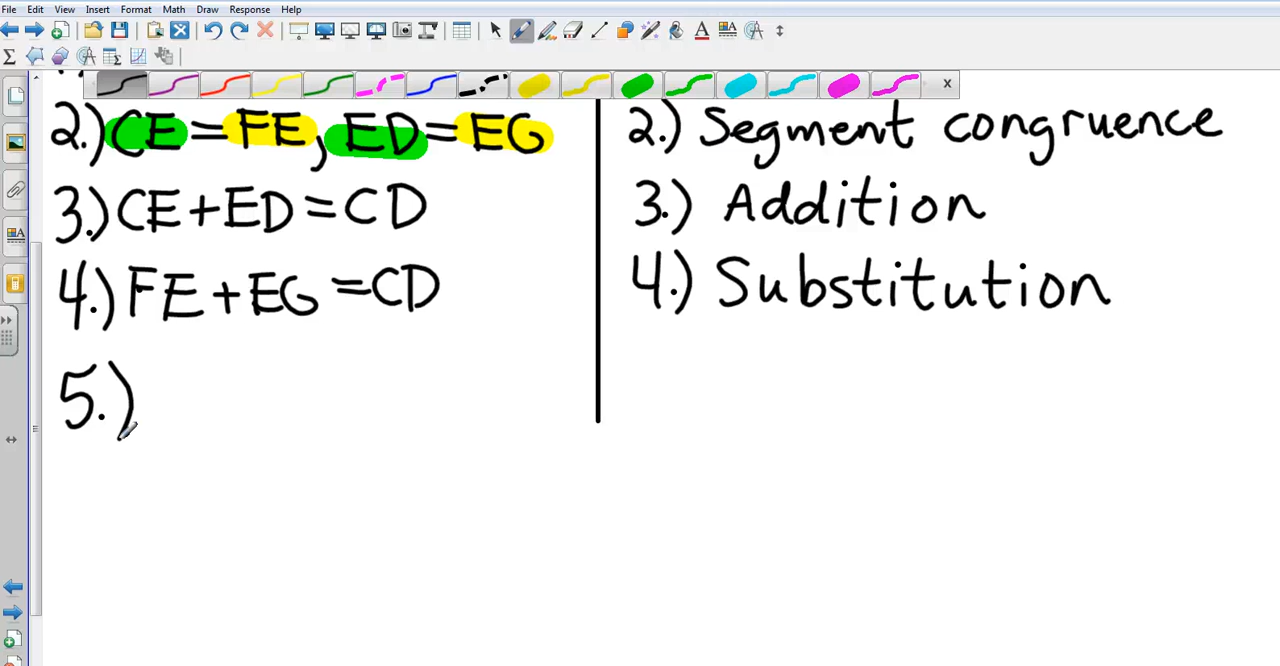 File Edit View Insert Format Math Draw Response Help
2.) CE = FE, ED = EG
2.) Segment congruence
3.) CE + ED = CD
3.) Addition
4.) FE + EG = CD
4.) Substitution
5.)